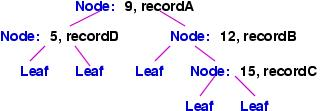 Node: 9, recordA
Node: 5, recordD Node: 12, recordB
Leaf Leaf Leaf Node: 15, recordC
Leaf Leaf